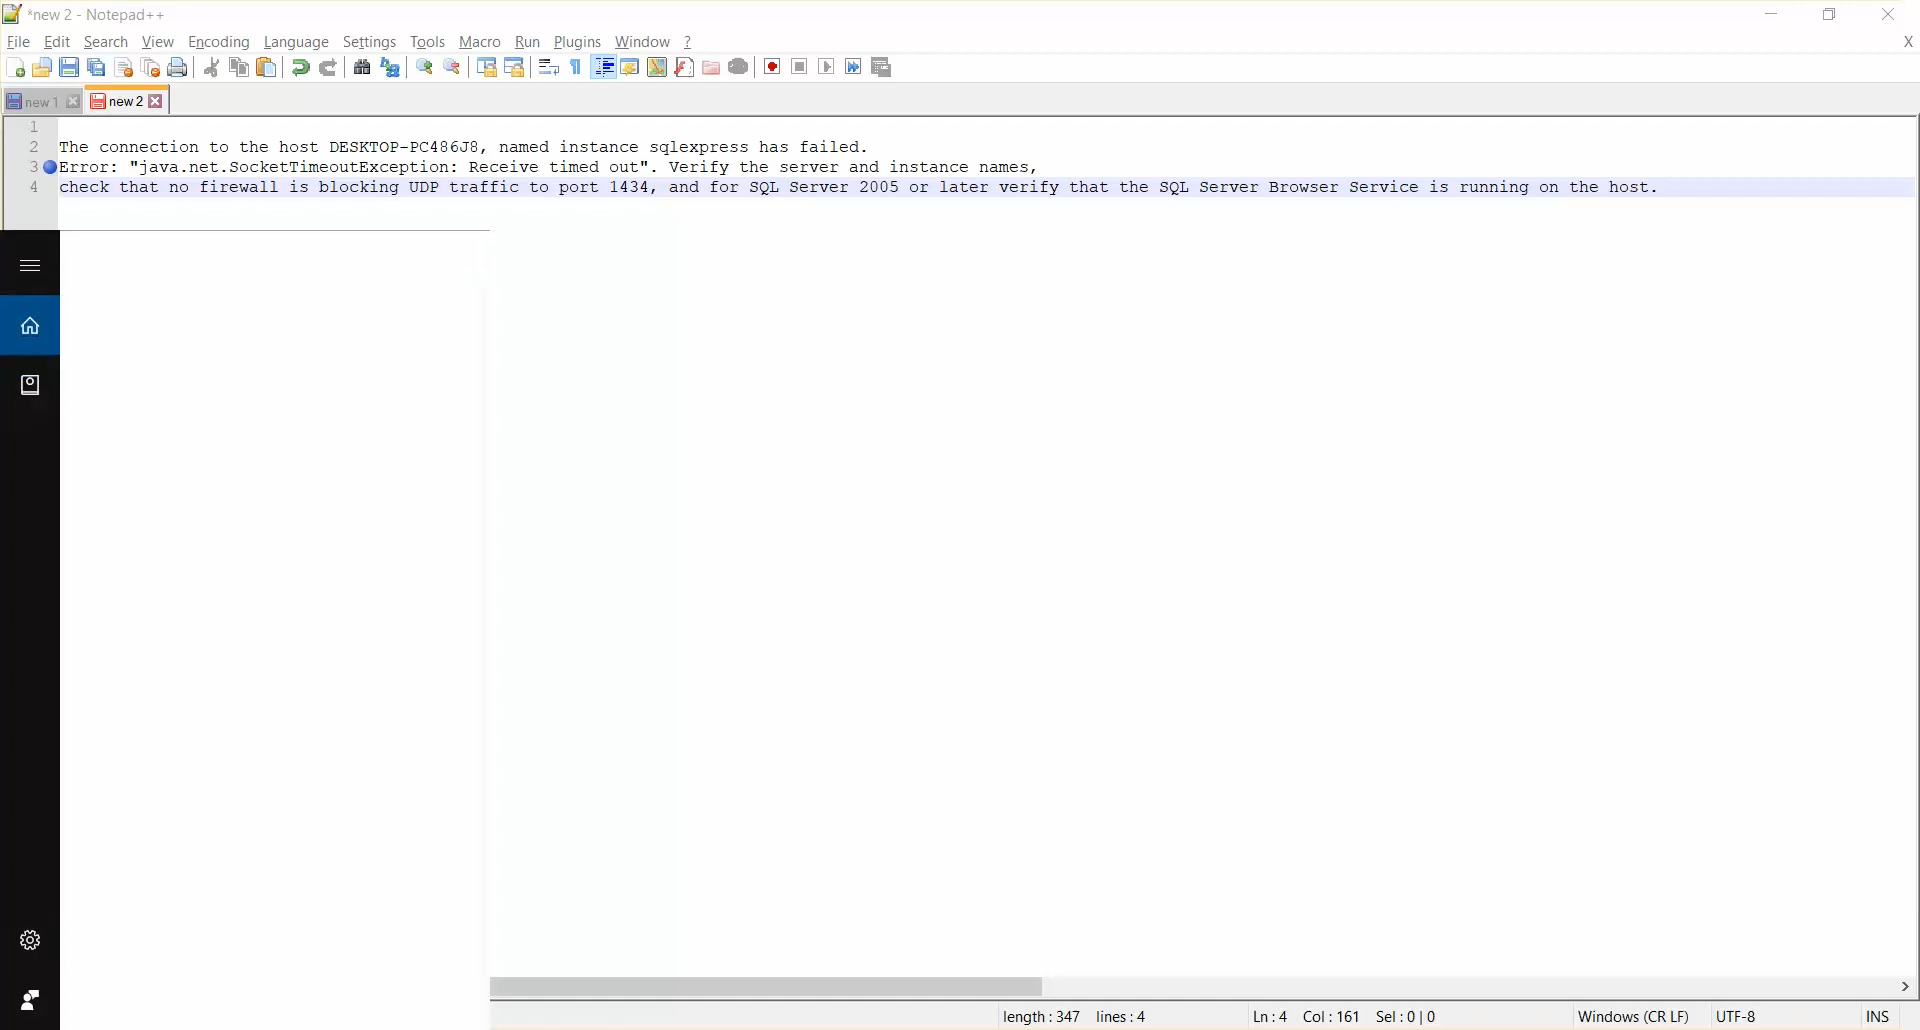 *new 2 - Notepad++
File Edit Search View Encoding Language Settings Tools Macro Run Plugins Window ? X
new 1 new 2
1
2 The connection to the host DESKTOP-PC486J8, named instance sqlexpress has failed.
3 Error: "java.net.SocketTimeoutException: Receive timed out". Verify the server and instance names,
4 check that no firewall is blocking UDP traffic to port 1434, and for SQL Server 2005 or later verify that the SQL Server Browser Service is running on the host.
length : 347 lines : 4 Ln : 4 Col : 161 Sel : 0 | 0 Windows (CR LF) UTF-8 INS